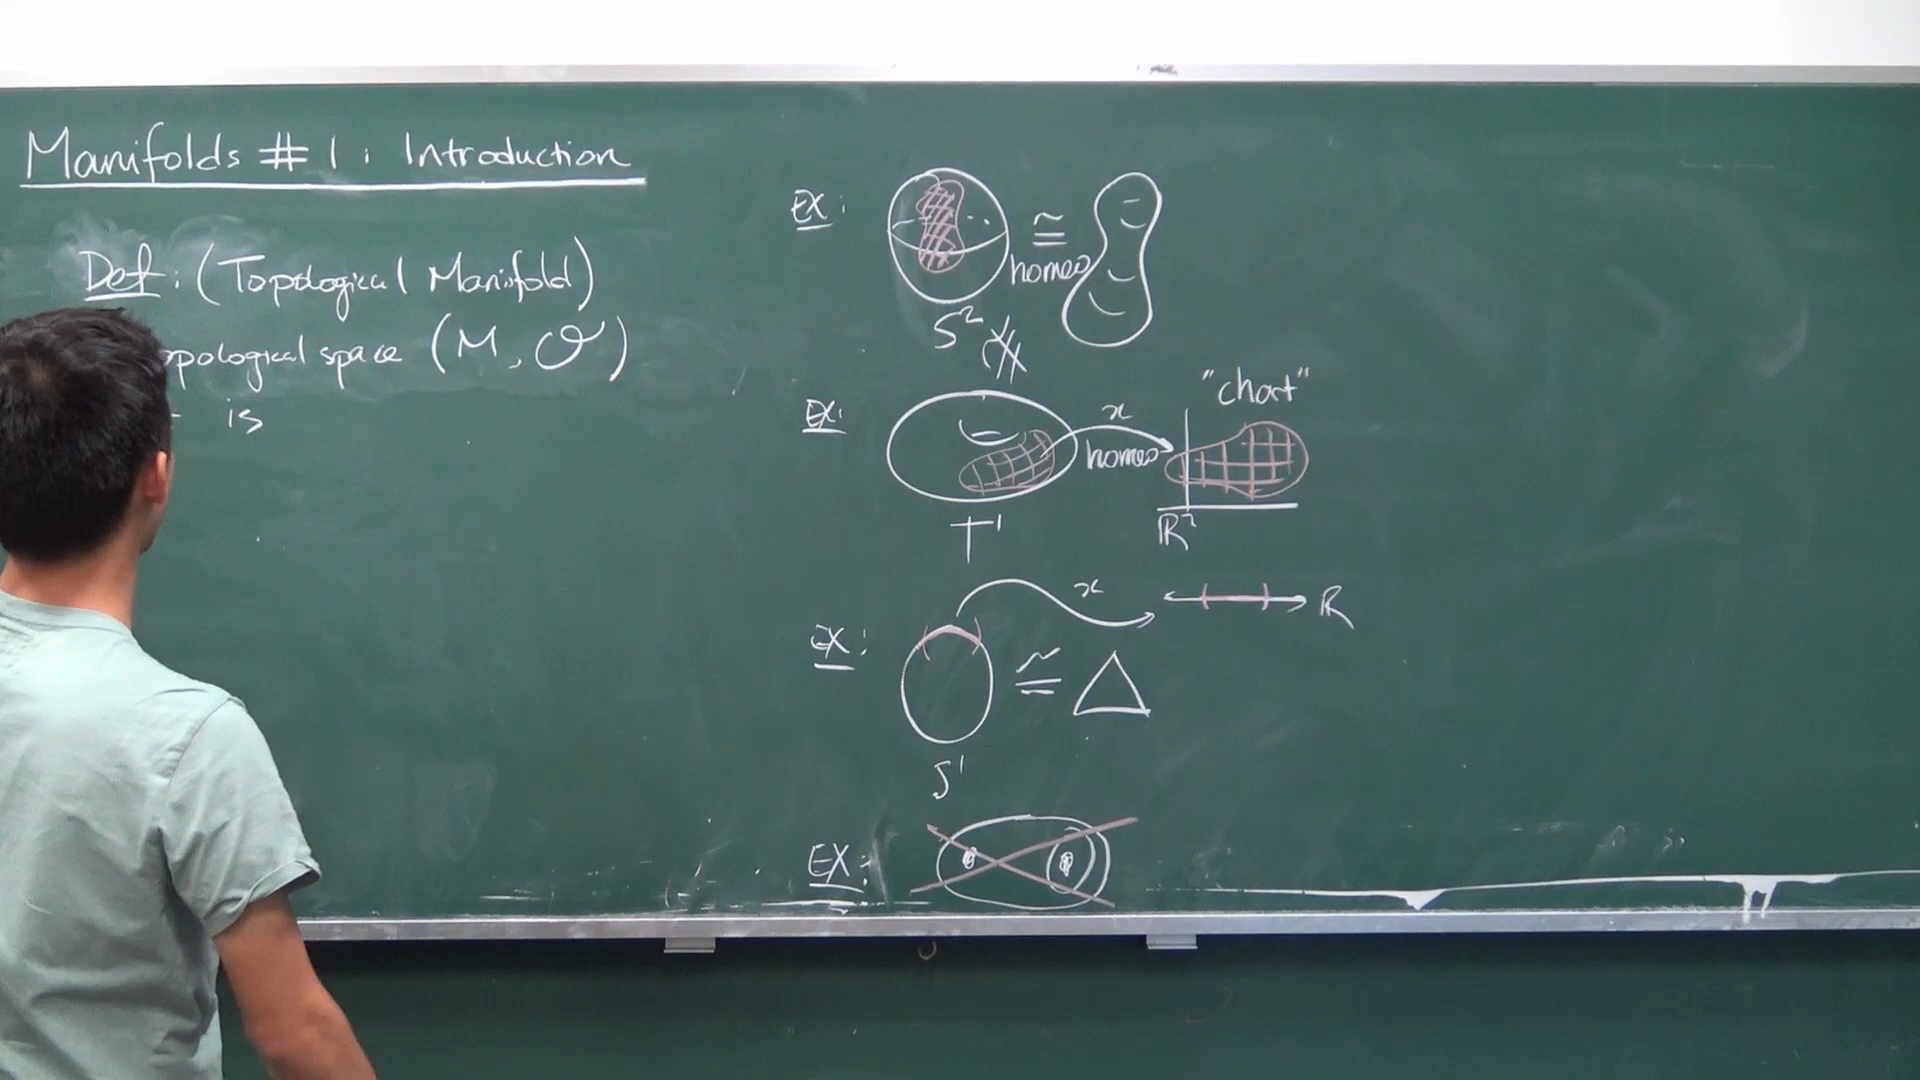 Manifolds #1: Introduction
Def: (Topological Manifold)
opological space (M, O)
is
EX:
≅
homeo
S²
≇
EX:
x
homeo
"chart"
T¹
R²
EX:
x
R
≅
S¹
EX: